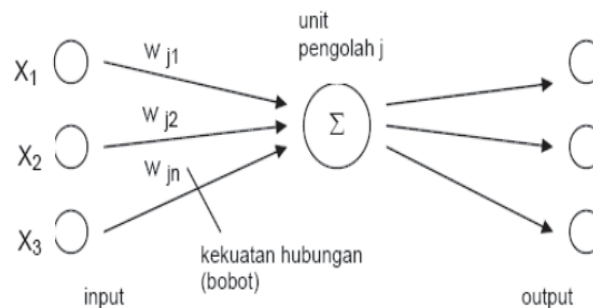 unit
pengolah j
X1
W j1
X2
W j2
Σ
X3
W jn
kekuatan hubungan
(bobot)
input
output